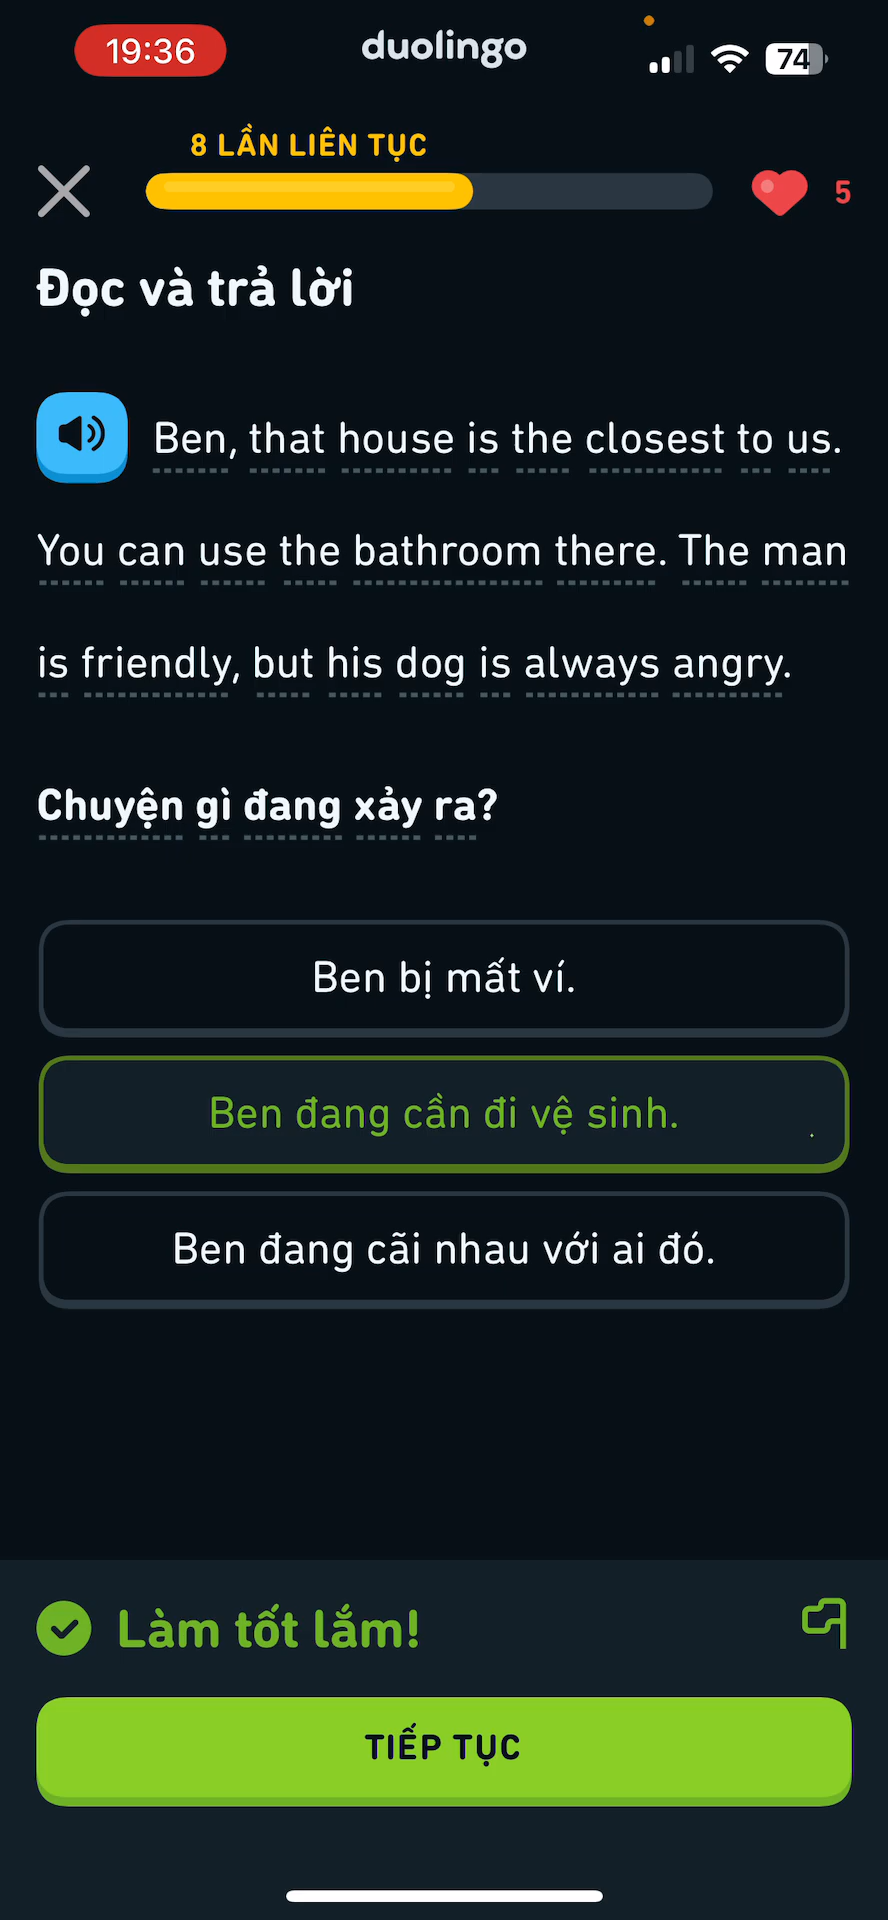 19:36
duolingo
74
8 LẦN LIÊN TỤC
5
Đọc và trả lời
Ben, that house is the closest to us.
You can use the bathroom there. The man
is friendly, but his dog is always angry.
Chuyện gì đang xảy ra?
Ben bị mất ví.
Ben đang cần đi vệ sinh.
Ben đang cãi nhau với ai đó.
Làm tốt lắm!
TIẾP TỤC